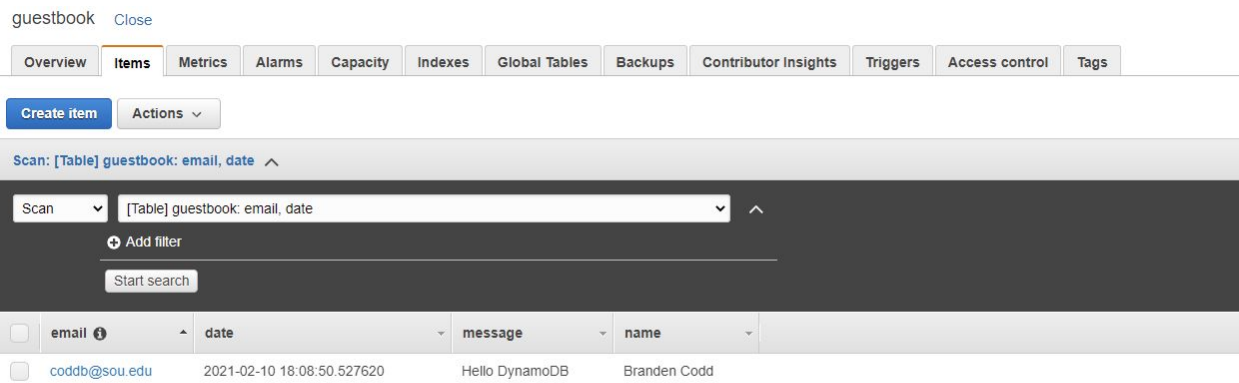 guestbook Close
Overview Items Metrics Alarms Capacity Indexes Global Tables Backups Contributor Insights Triggers Access control Tags
Create item Actions
Scan: [Table] guestbook: email, date
Scan [Table] guestbook: email, date
Add filter
Start search
email date message name
coddb@sou.edu 2021-02-10 18:08:50.527620 Hello DynamoDB Branden Codd